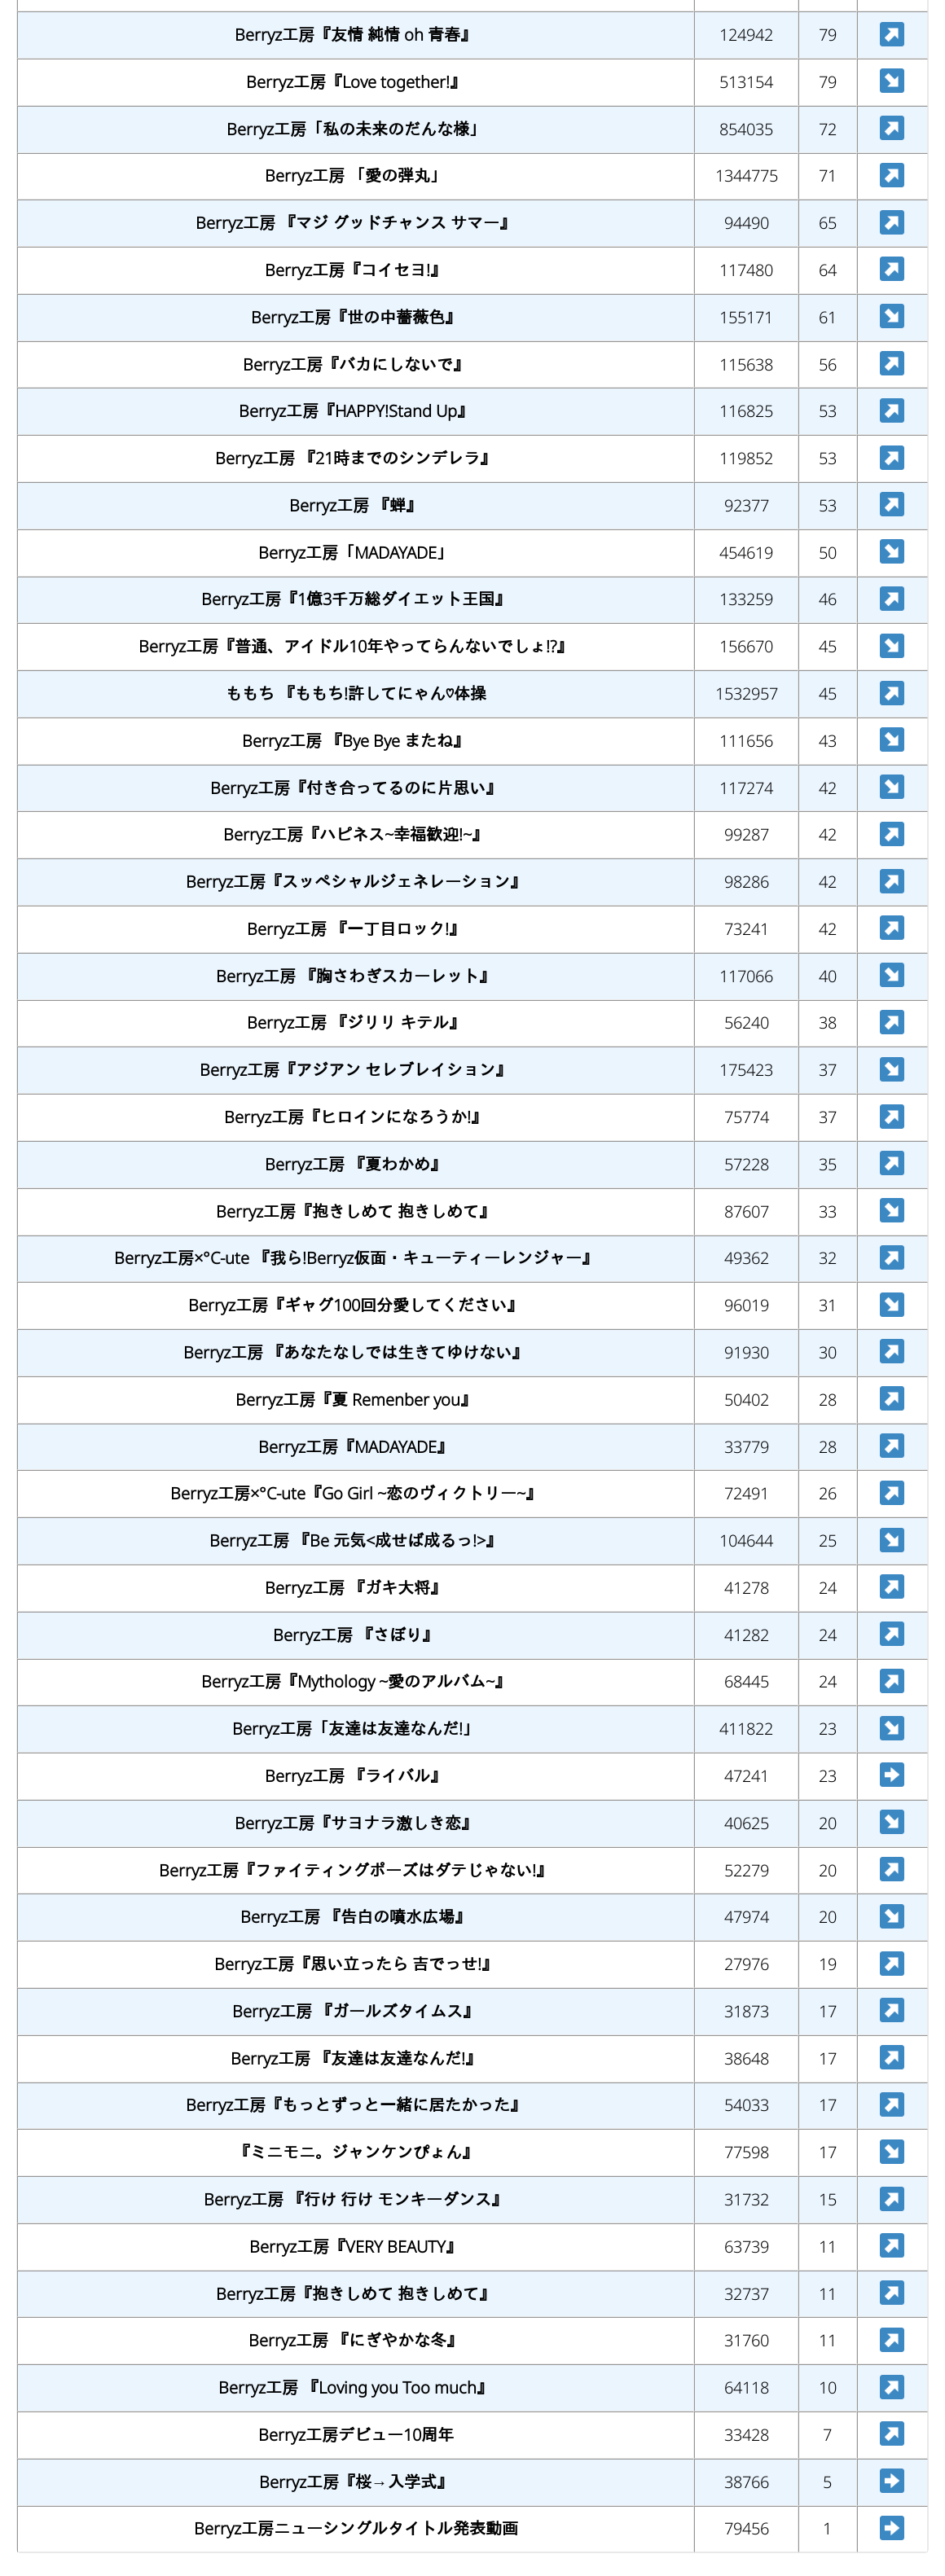 Berryz工房『友情 純情 oh 青春』 124942 79 ↗
Berryz工房『Love together!』 513154 79 ↘
Berryz工房「私の未来のだんな様」 854035 72 ↗
Berryz工房 「愛の弾丸」 1344775 71 ↗
Berryz工房 『マジ グッドチャンス サマー』 94490 65 ↗
Berryz工房『コイセヨ!』 117480 64 ↗
Berryz工房『世の中薔薇色』 155171 61 ↘
Berryz工房『バカにしないで』 115638 56 ↗
Berryz工房『HAPPY!Stand Up』 116825 53 ↗
Berryz工房 『21時までのシンデレラ』 119852 53 ↗
Berryz工房 『蝉』 92377 53 ↗
Berryz工房「MADAYADE」 454619 50 ↘
Berryz工房『1億3千万総ダイエット王国』 133259 46 ↗
Berryz工房『普通、アイドル10年やってらんないでしょ!?』 156670 45 ↘
ももち 『ももち!許してにゃん♡体操 1532957 45 ↗
Berryz工房 『Bye Bye またね』 111656 43 ↘
Berryz工房『付き合ってるのに片思い』 117274 42 ↘
Berryz工房『ハピネス~幸福歓迎!~』 99287 42 ↗
Berryz工房『スッペシャルジェネレーション』 98286 42 ↗
Berryz工房 『一丁目ロック!』 73241 42 ↗
Berryz工房 『胸さわぎスカーレット』 117066 40 ↘
Berryz工房 『ジリリ キテル』 56240 38 ↗
Berryz工房『アジアン セレブレイション』 175423 37 ↘
Berryz工房『ヒロインになろうか!』 75774 37 ↗
Berryz工房 『夏わかめ』 57228 35 ↗
Berryz工房『抱きしめて 抱きしめて』 87607 33 ↘
Berryz工房×°C-ute 『我ら!Berryz仮面・キューティーレンジャー』 49362 32 ↗
Berryz工房『ギャグ100回分愛してください』 96019 31 ↘
Berryz工房 『あなたなしでは生きてゆけない』 91930 30 ↗
Berryz工房『夏 Remenber you』 50402 28 ↗
Berryz工房『MADAYADE』 33779 28 ↗
Berryz工房×°C-ute『Go Girl ~恋のヴィクトリー~』 72491 26 ↗
Berryz工房 『Be 元気<成せば成るっ!>』 104644 25 ↘
Berryz工房 『ガキ大将』 41278 24 ↗
Berryz工房 『さぼり』 41282 24 ↗
Berryz工房『Mythology ~愛のアルバム~』 68445 24 ↗
Berryz工房「友達は友達なんだ!」 411822 23 ↘
Berryz工房 『ライバル』 47241 23 →
Berryz工房『サヨナラ激しき恋』 40625 20 ↘
Berryz工房『ファイティングポーズはダテじゃない!』 52279 20 ↗
Berryz工房 『告白の噴水広場』 47974 20 ↘
Berryz工房『思い立ったら 吉でっせ!』 27976 19 ↗
Berryz工房 『ガールズタイムス』 31873 17 ↗
Berryz工房 『友達は友達なんだ!』 38648 17 ↗
Berryz工房『もっとずっと一緒に居たかった』 54033 17 ↗
『ミニモニ。ジャンケンぴょん』 77598 17 ↘
Berryz工房 『行け 行け モンキーダンス』 31732 15 ↗
Berryz工房『VERY BEAUTY』 63739 11 ↗
Berryz工房『抱きしめて 抱きしめて』 32737 11 ↗
Berryz工房 『にぎやかな冬』 31760 11 ↗
Berryz工房 『Loving you Too much』 64118 10 ↗
Berryz工房デビュー10周年 33428 7 ↗
Berryz工房『桜→入学式』 38766 5 →
Berryz工房ニューシングルタイトル発表動画 79456 1 →